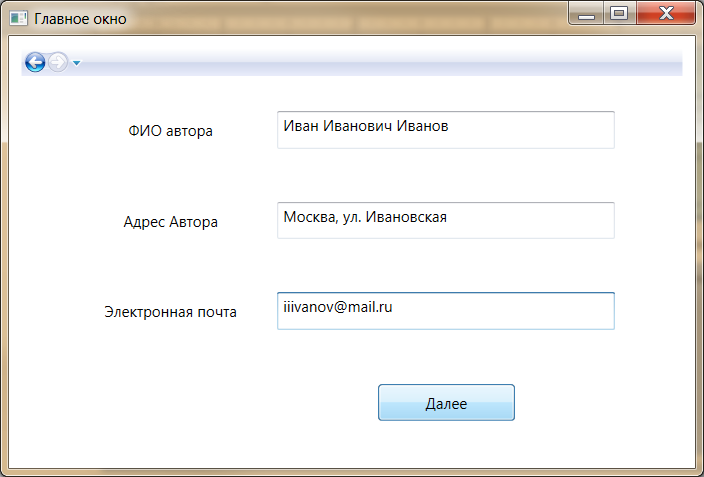 Главное окно
ФИО автора
Иван Иванович Иванов
Адрес Автора
Москва, ул. Ивановская
Электронная почта
iiivanov@mail.ru
Далее